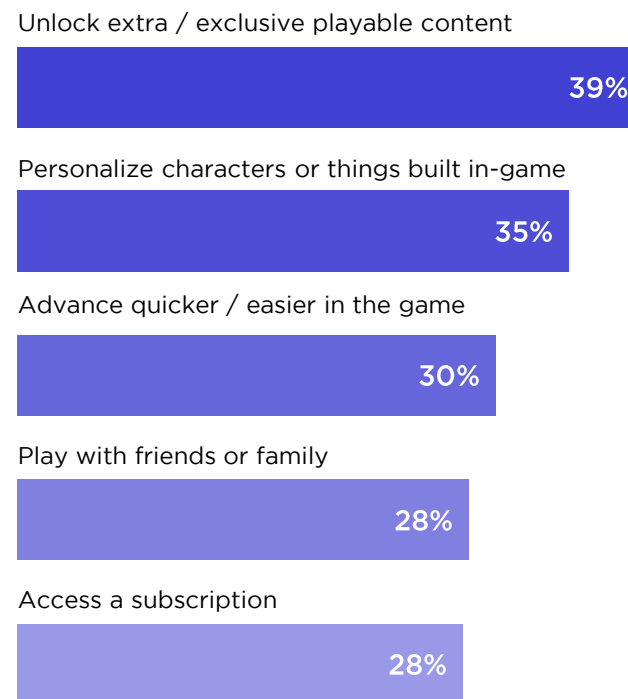 Unlock extra / exclusive playable content
39%
Personalize characters or things built in-game
35%
Advance quicker / easier in the game
30%
Play with friends or family
28%
Access a subscription
28%